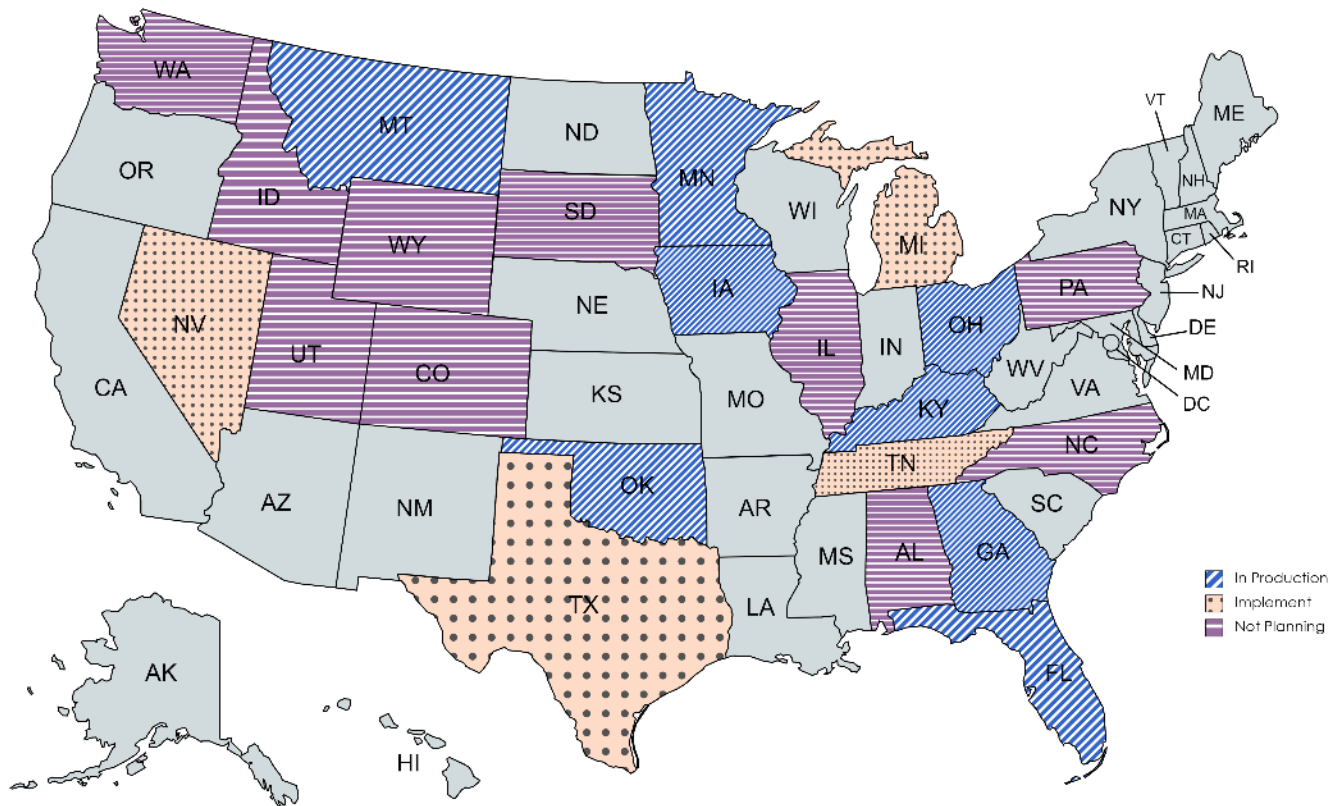 WA
MT
ND
MN
VT
ME
OR
ID
SD
WI
NH
NY
WY
MI
MA
CT
RI
IA
PA
NJ
NE
NV
OH
UT
IL
IN
DE
CO
WV
MD
CA
KS
MO
VA
DC
KY
NC
TN
OK
AZ
NM
AR
SC
MS
AL
GA
In Production
TX
LA
Implement
Not Planning
AK
FL
HI